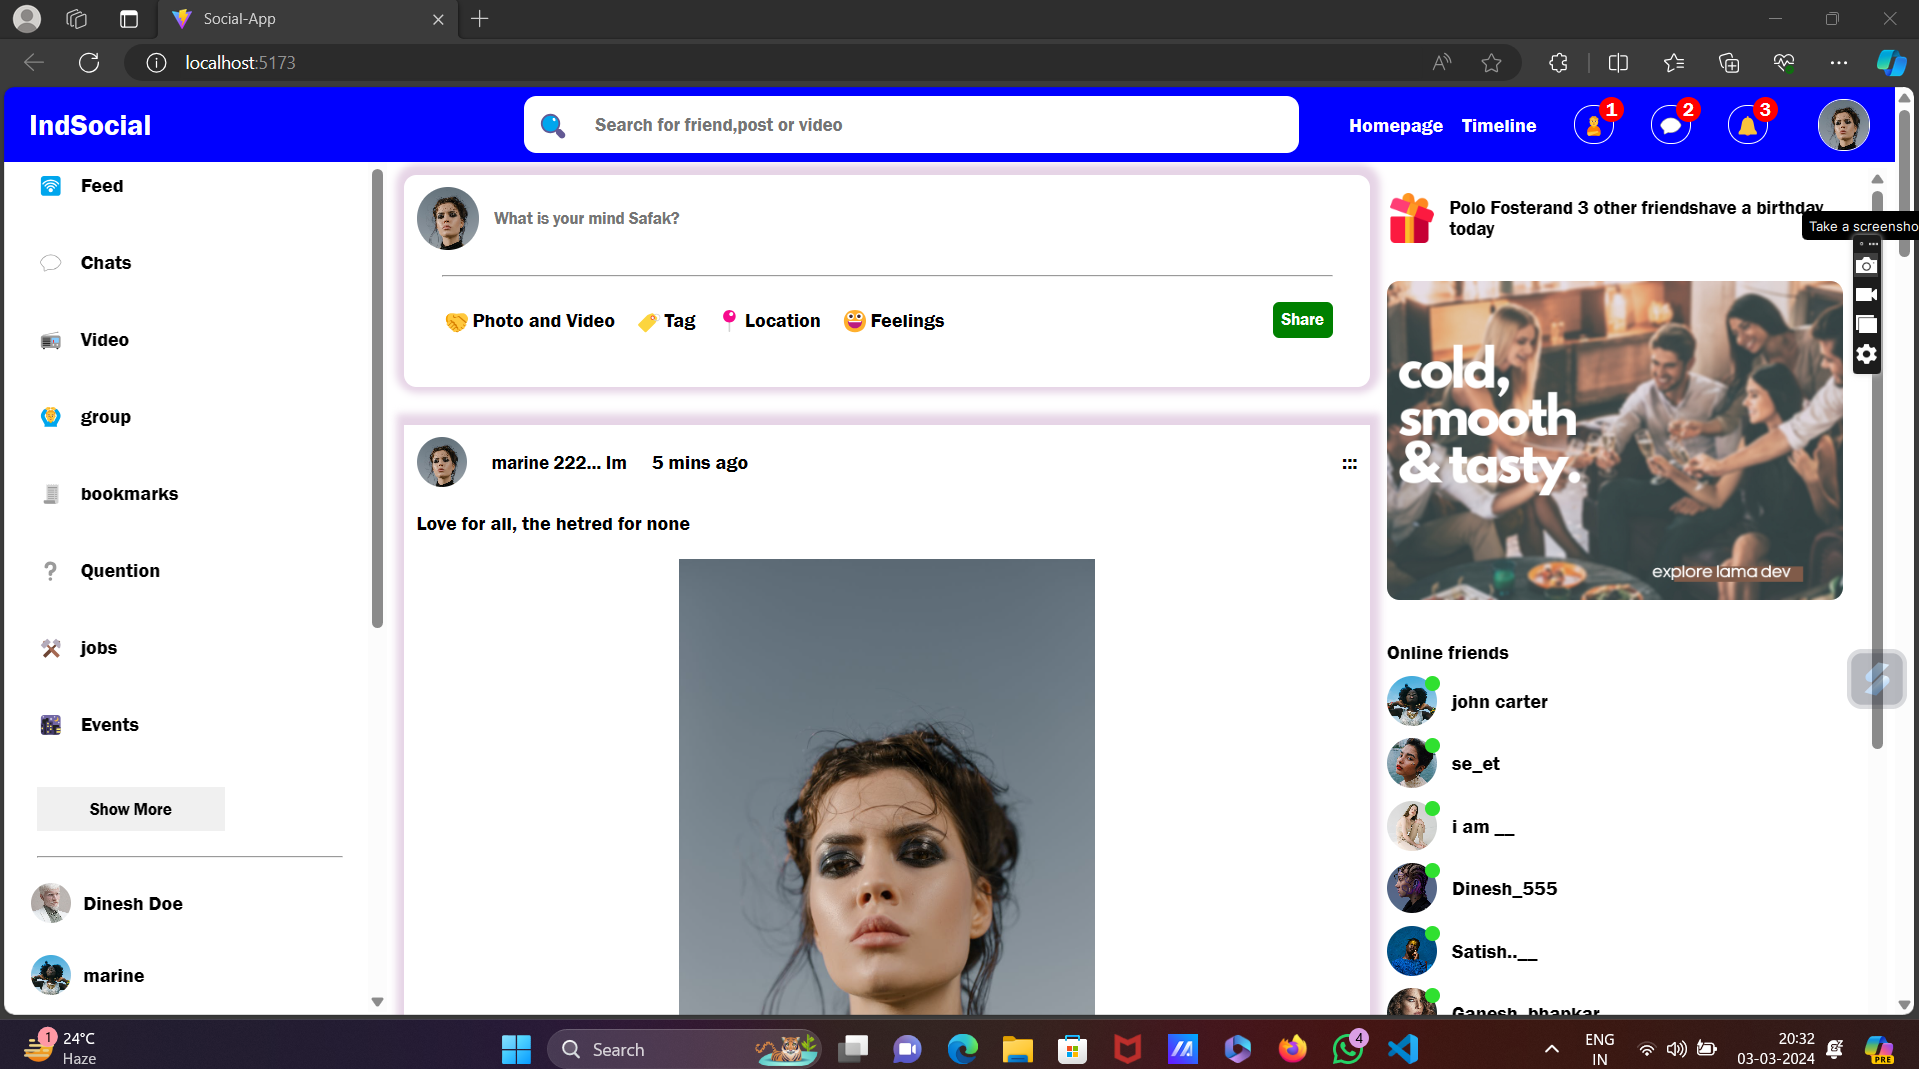 Social-App
localhost:5173
IndSocial
Search for friend,post or video
Homepage
Timeline
1
2
3
Feed
Chats
Video
group
bookmarks
Quention
jobs
Events
Show More
Dinesh Doe
marine
What is your mind Safak?
Photo and Video
Tag
Location
Feelings
Share
marine 222... Im
5 mins ago
:::
Love for all, the hetred for none
Polo Fosterand 3 other friendshave a birthday
today
Take a screensho
cold,
smooth
& tasty.
explore lama dev
Online friends
john carter
se_et
i am __
Dinesh_555
Satish..__
Ganesh_bhankar
1
24°C
Haze
Search
4
ENG
IN
20:32
03-03-2024
PRE